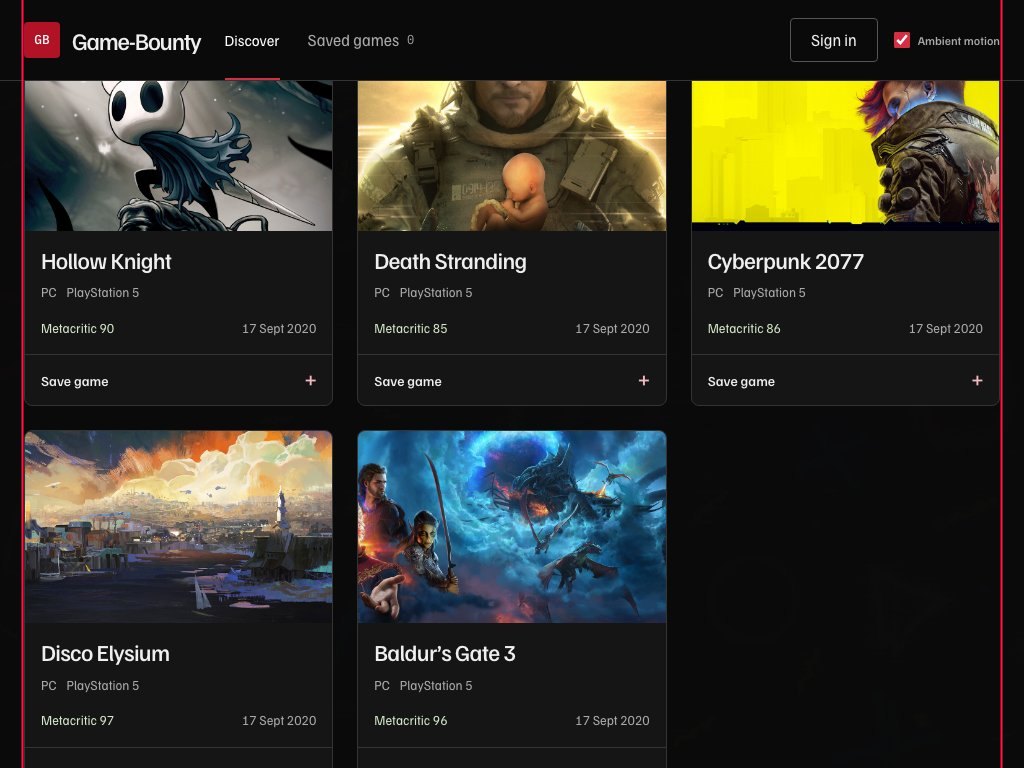 GB Game-Bounty Discover Saved games 0 Sign in Ambient motion
Hollow Knight
PC PlayStation 5
Metacritic 90 17 Sept 2020
Save game +
Death Stranding
PC PlayStation 5
Metacritic 85 17 Sept 2020
Save game +
Cyberpunk 2077
PC PlayStation 5
Metacritic 86 17 Sept 2020
Save game +
Disco Elysium
PC PlayStation 5
Metacritic 97 17 Sept 2020
Baldur’s Gate 3
PC PlayStation 5
Metacritic 96 17 Sept 2020